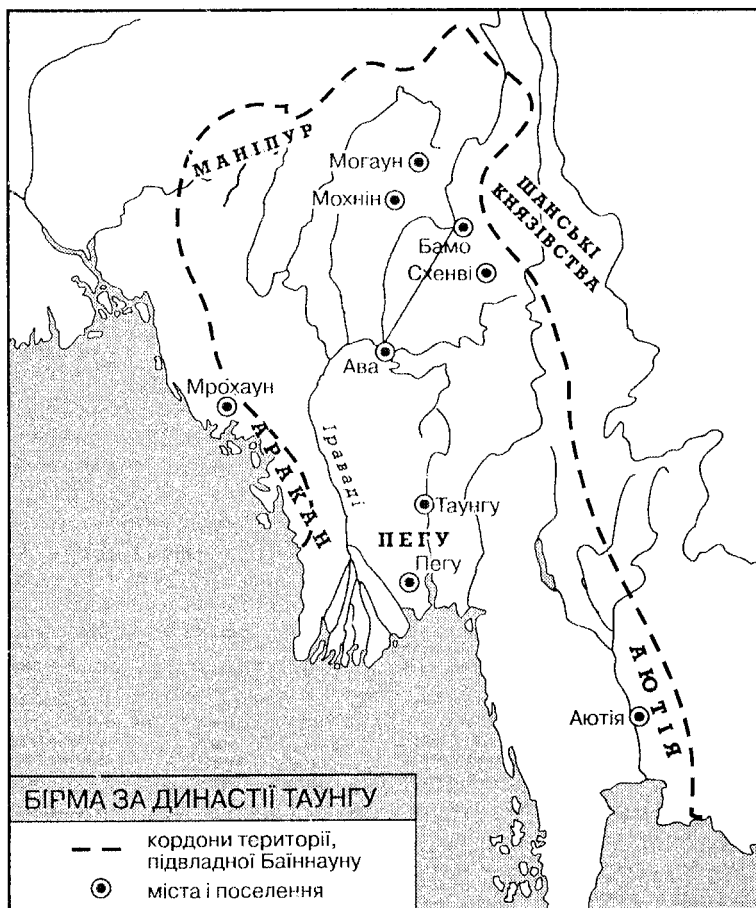 МАНІПУР
Могаун
Мохнін
ШАНСЬКІ
КНЯЗІВСТВА
Бамо
Схенві
Ава
Мрохаун
АРАКАН
Іраваді
Таунгу
ПЕГУ
Пегу
АЮТІЯ
Аютія
БІРМА ЗА ДИНАСТІЇ ТАУНГУ
кордони території,
підвладної Баїннауну
міста і поселення